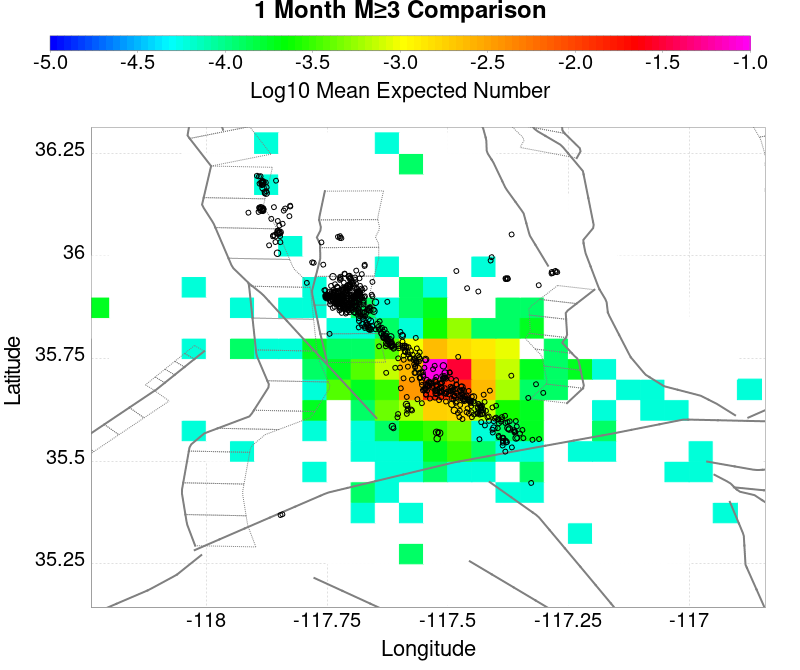 1 Month M≥3 Comparison
-5.0 -4.5 -4.0 -3.5 -3.0 -2.5 -2.0 -1.5 -1.0
Log10 Mean Expected Number
36.25
36
35.75
35.5
35.25
Latitude
-118 -117.75 -117.5 -117.25 -117
Longitude